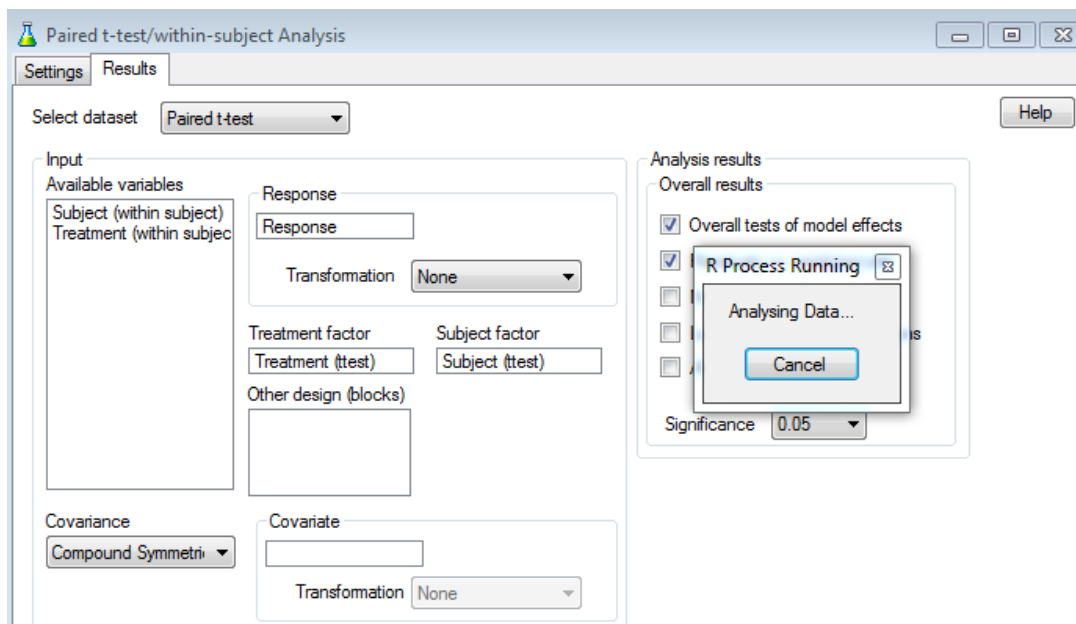 Paired t-test/within-subject Analysis
Settings
Results
Select dataset
Paired t-test
Help
Input
Available variables
Subject (within subject)
Treatment (within subjec
Response
Response
Transformation
None
Treatment factor
Subject factor
Treatment (ttest)
Subject (ttest)
Other design (blocks)
Covariance
Compound Symmetri
Covariate
Transformation
None
Analysis results
Overall results
Overall tests of model effects
R Process Running
Analysing Data...
Cancel
Significance
0.05